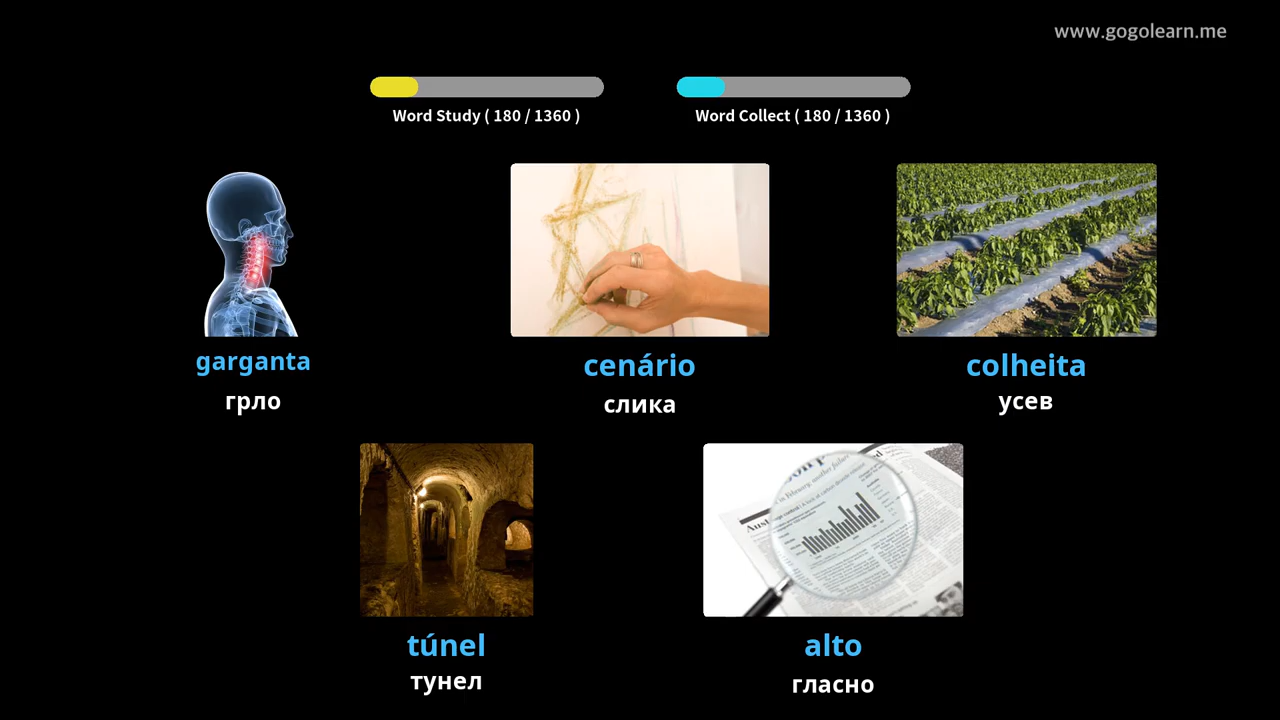 www.gogolearn.me
Word Study ( 180 / 1360 )
Word Collect ( 180 / 1360 )
garganta
грло
cenário
слика
colheita
усев
túnel
тунел
alto
гласно